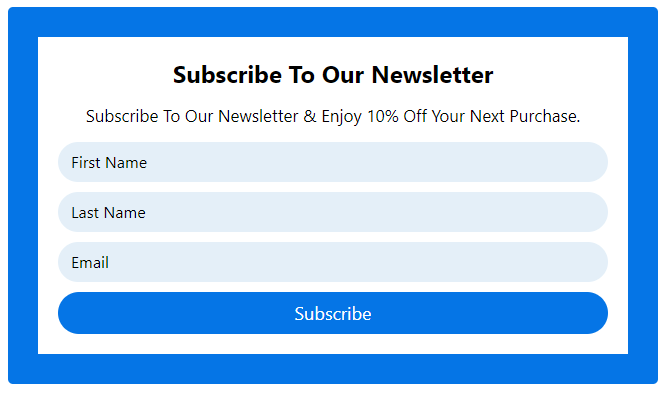 Subscribe To Our Newsletter
Subscribe To Our Newsletter & Enjoy 10% Off Your Next Purchase.
First Name
Last Name
Email
Subscribe